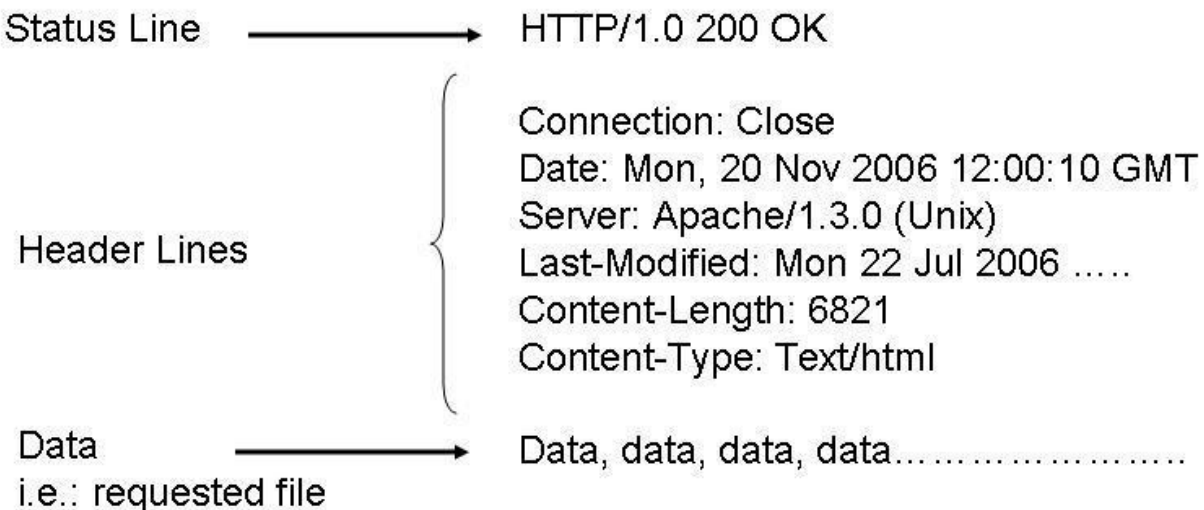 Status Line HTTP/1.0 200 OK
Connection: Close
Date: Mon, 20 Nov 2006 12:00:10 GMT
Server: Apache/1.3.0 (Unix)
Header Lines
Last-Modified: Mon 22 Jul 2006 .....
Content-Length: 6821
Content-Type: Text/html
Data Data, data, data, data........................
i.e.: requested file